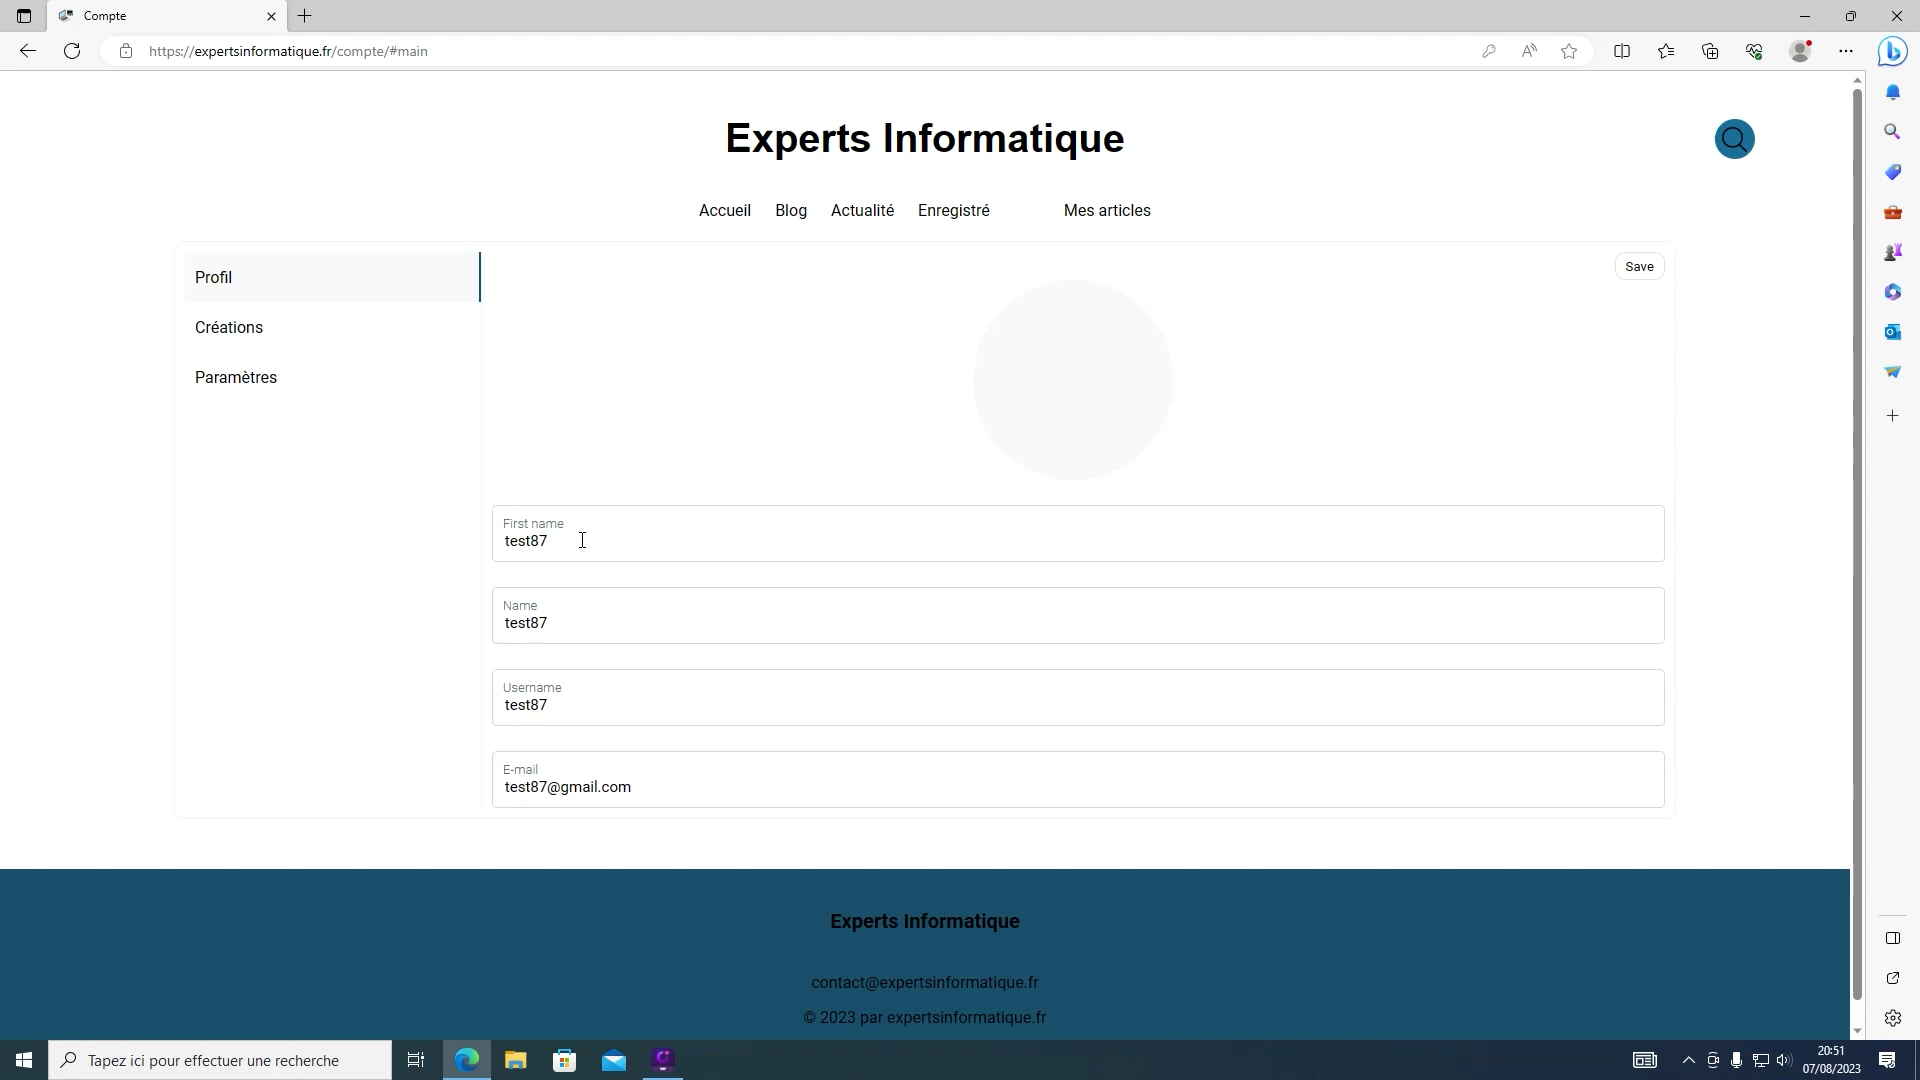 Compte
https://expertsinformatique.fr/compte/#main
Experts Informatique
Accueil Blog Actualité Enregistré Mes articles
Profil
Créations
Paramètres
Save
First name
test87
Name
test87
Username
test87
E-mail
test87@gmail.com
Experts Informatique
contact@expertsinformatique.fr
© 2023 par expertsinformatique.fr
Tapez ici pour effectuer une recherche
20:51
07/08/2023